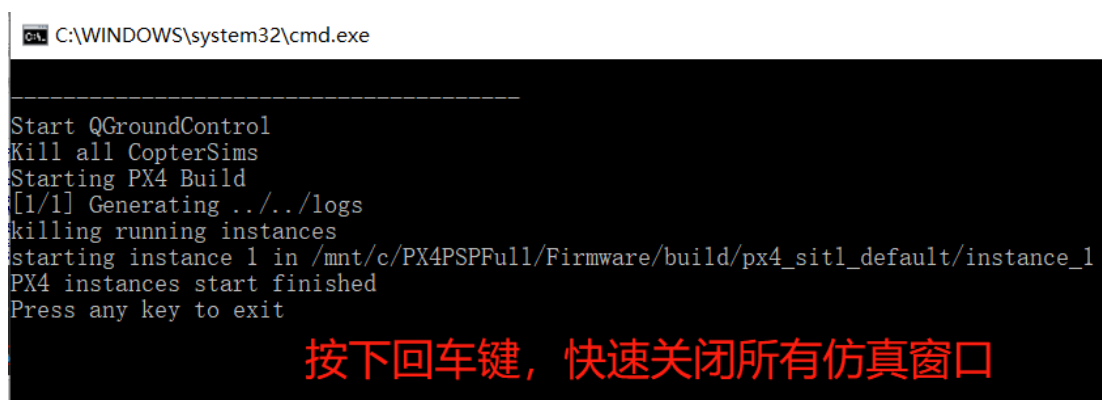 C:\WINDOWS\system32\cmd.exe
---------------------------------------
Start QGroundControl
Kill all CopterSims
Starting PX4 Build
[1/1] Generating ../../logs
killing running instances
starting instance 1 in /mnt/c/PX4PSPFull/Firmware/build/px4_sitl_default/instance_1
PX4 instances start finished
Press any key to exit
按下回车键，快速关闭所有仿真窗口